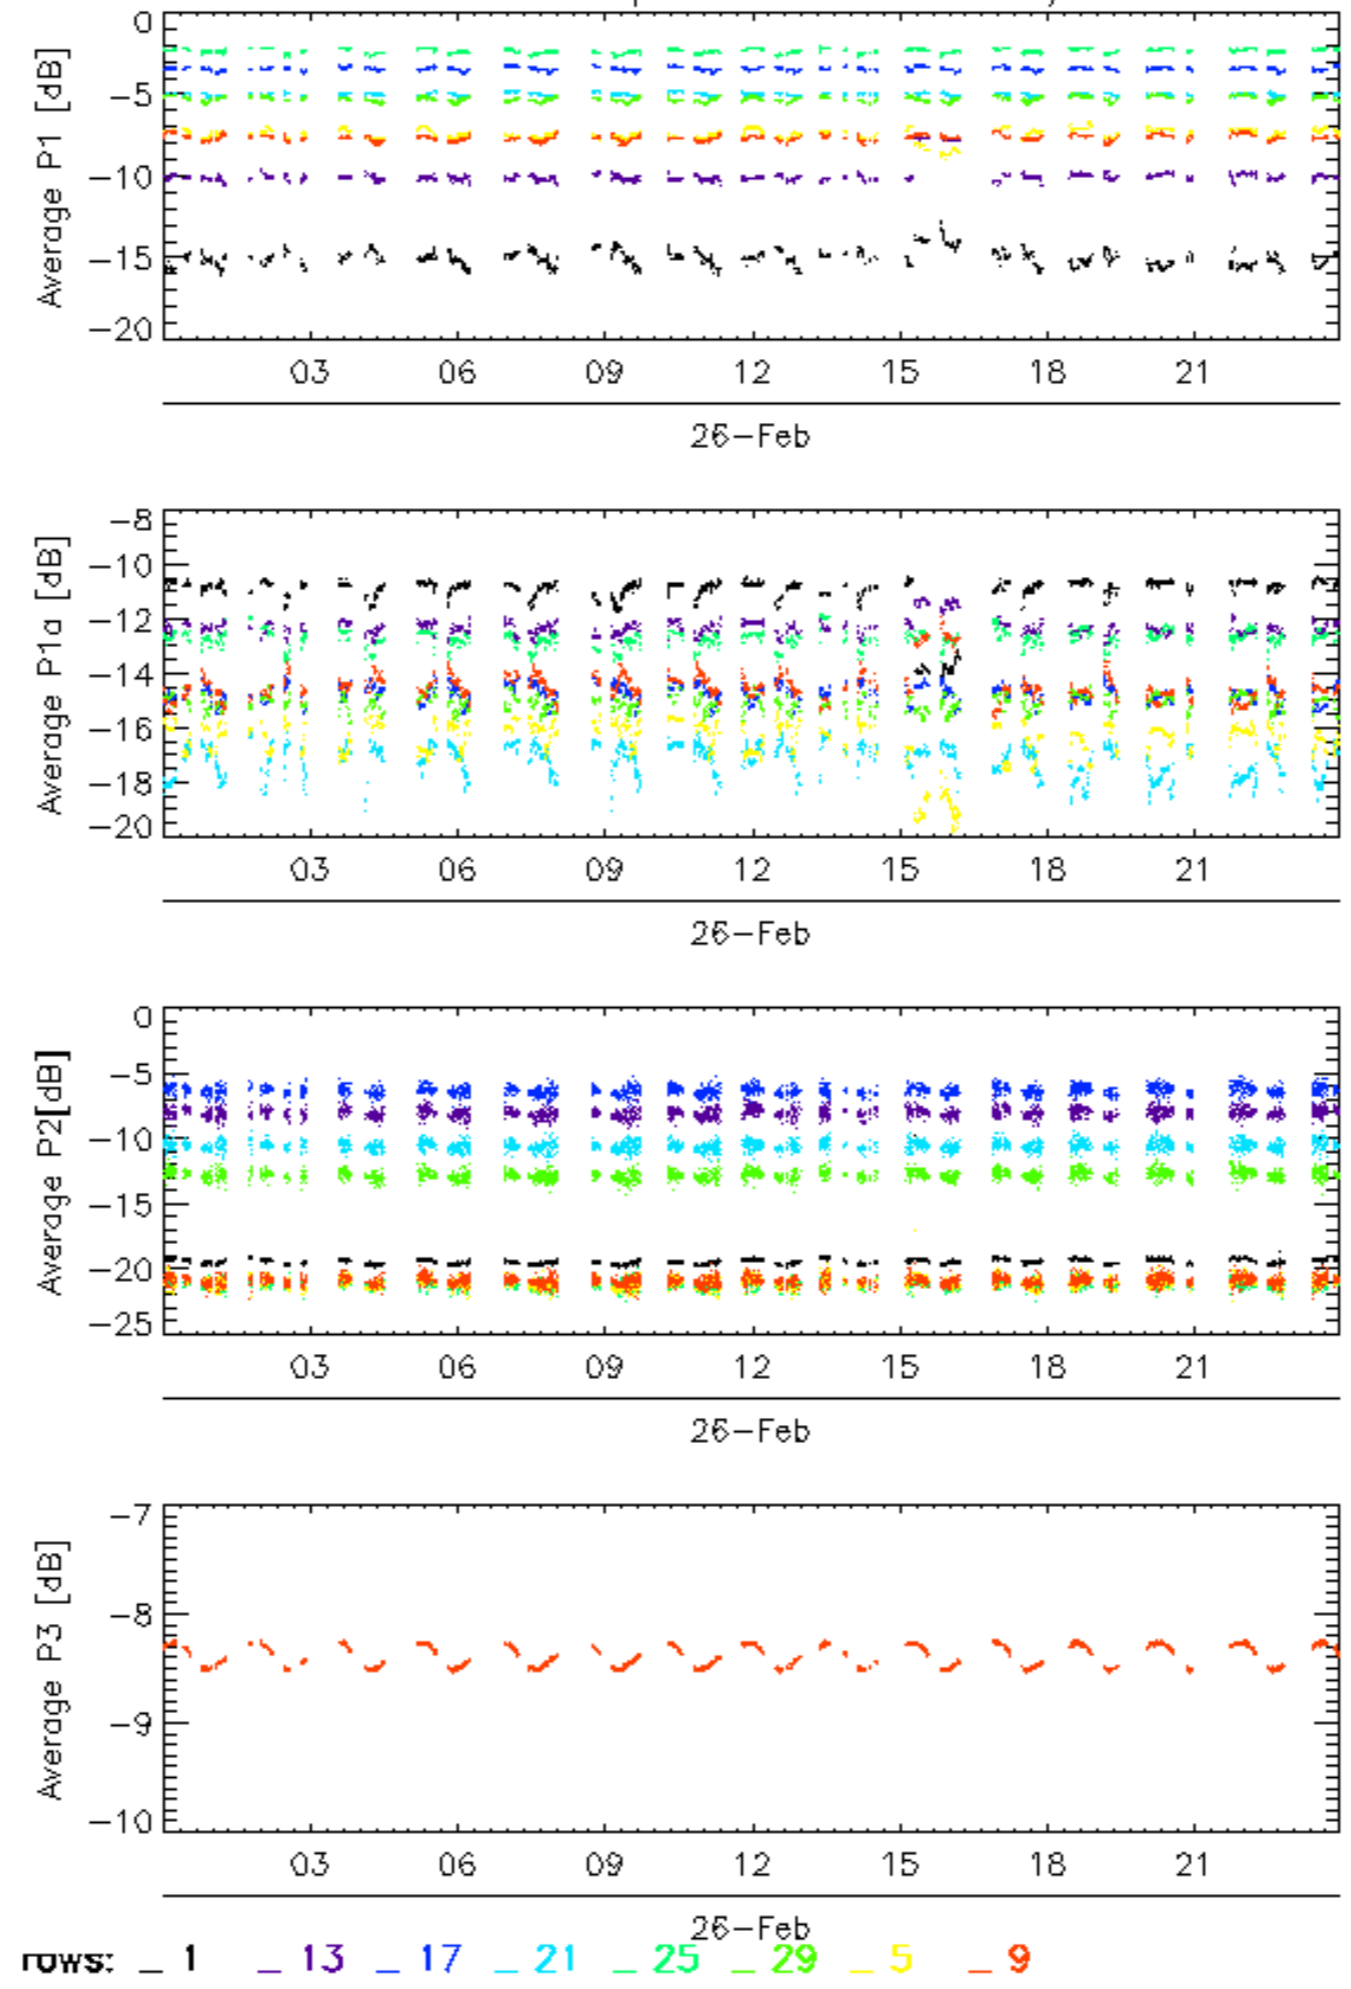 0
−5
−10
−15
−20
Average P1 [dB]
03 06 09 12 15 18 21
26−Feb
−8
−10
−12
−14
−16
−18
−20
Average P1a [dB]
03 06 09 12 15 18 21
26−Feb
0
−5
−10
−15
−20
−25
Average P2[dB]
03 06 09 12 15 18 21
26−Feb
−7
−8
−9
−10
Average P3 [dB]
03 06 09 12 15 18 21
26−Feb
rows: _ 1 _ 13 _ 17 _ 21 _ 25 _ 29 _ 5 _ 9